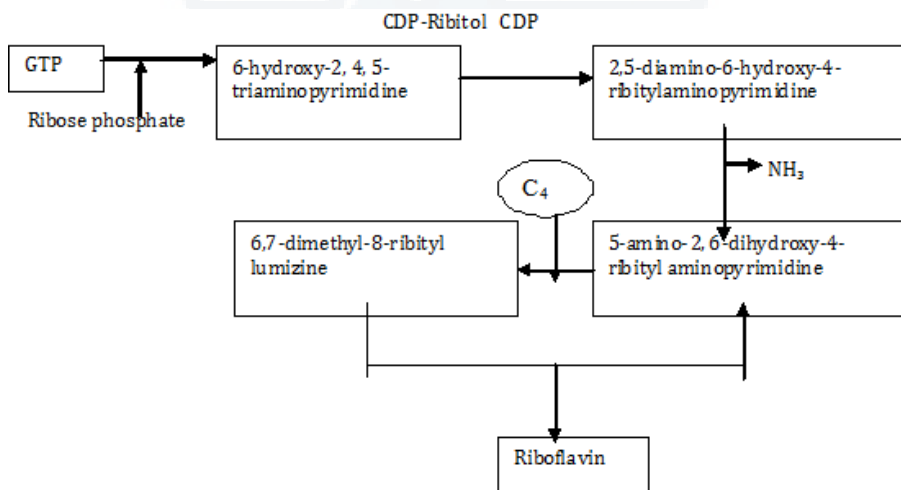 CDP-Ribitol CDP
GTP
6-hydroxy-2, 4, 5-
triaminopyrimidine
2,5-diamino-6-hydroxy-4-
ribitylaminopyrimidine
Ribose phosphate
NH₃
C₄
6,7-dimethyl-8-ribityl
lumizine
5-amino-2, 6-dihydroxy-4-
ribityl aminopyrimidine
Riboflavin